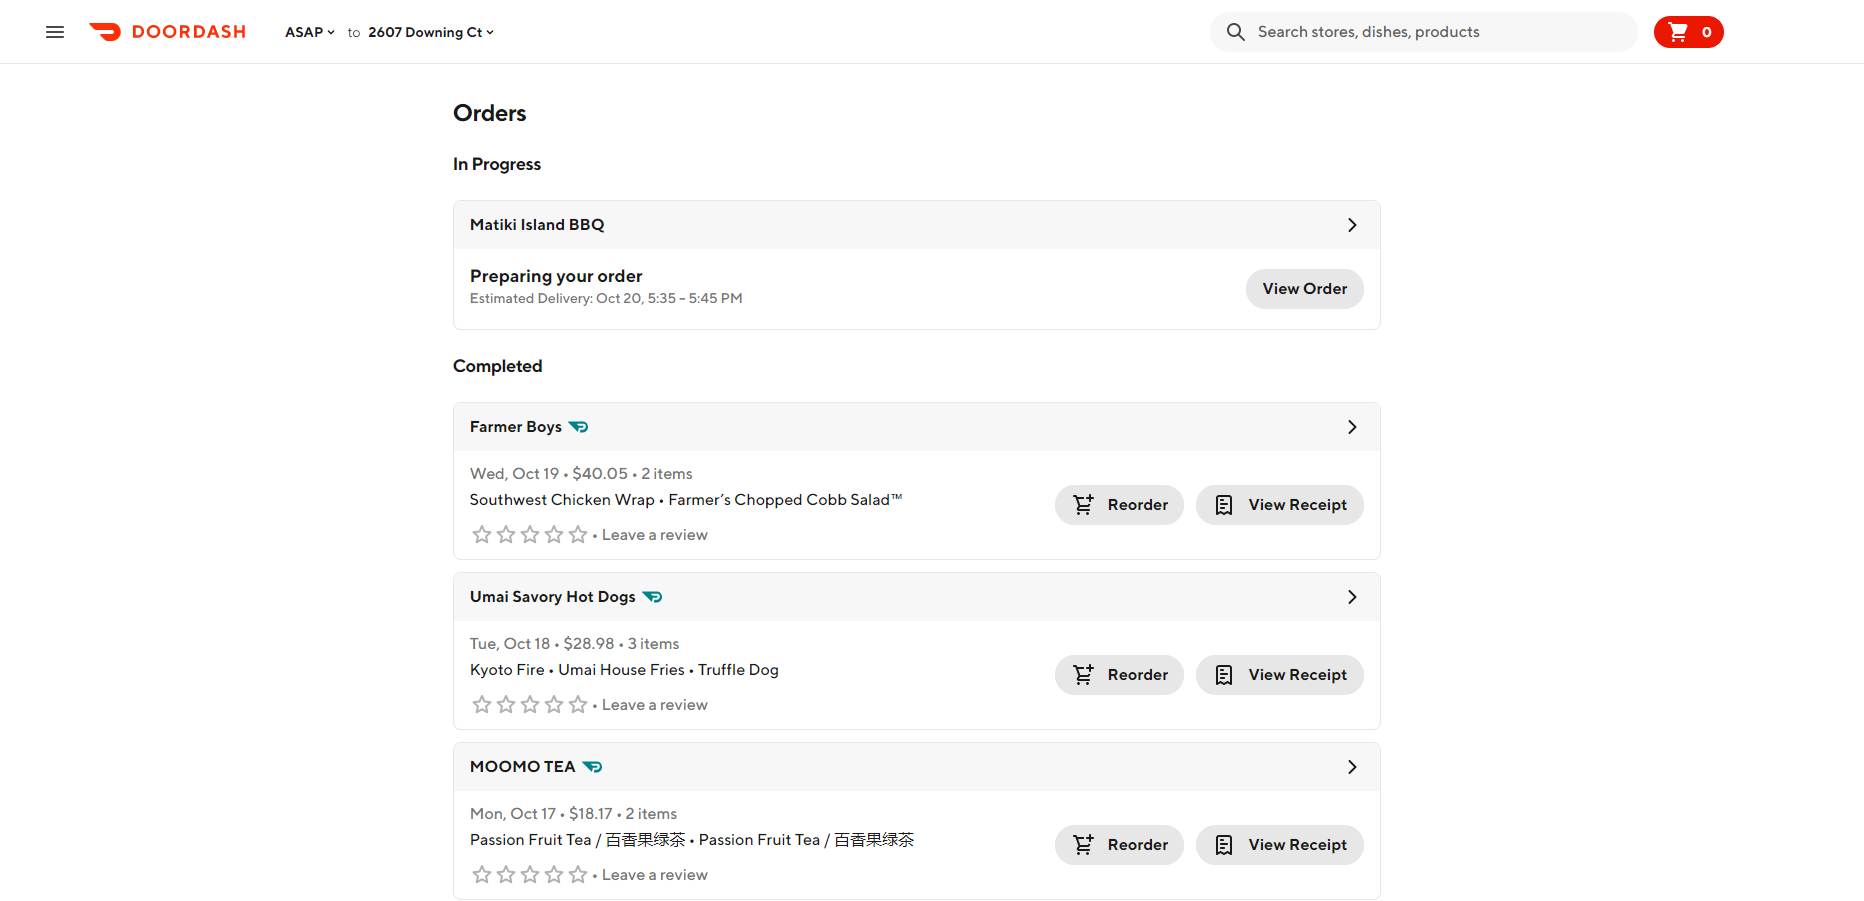 DOORDASH
ASAP to 2607 Downing Ct
Search stores, dishes, products
0
Orders
In Progress
Matiki Island BBQ
Preparing your order
Estimated Delivery: Oct 20, 5:35 – 5:45 PM
View Order
Completed
Farmer Boys
Wed, Oct 19 • $40.05 • 2 items
Southwest Chicken Wrap • Farmer’s Chopped Cobb Salad™
• Leave a review
Reorder
View Receipt
Umai Savory Hot Dogs
Tue, Oct 18 • $28.98 • 3 items
Kyoto Fire • Umai House Fries • Truffle Dog
• Leave a review
Reorder
View Receipt
MOOMO TEA
Mon, Oct 17 • $18.17 • 2 items
Passion Fruit Tea / 百香果绿茶 • Passion Fruit Tea / 百香果绿茶
• Leave a review
Reorder
View Receipt